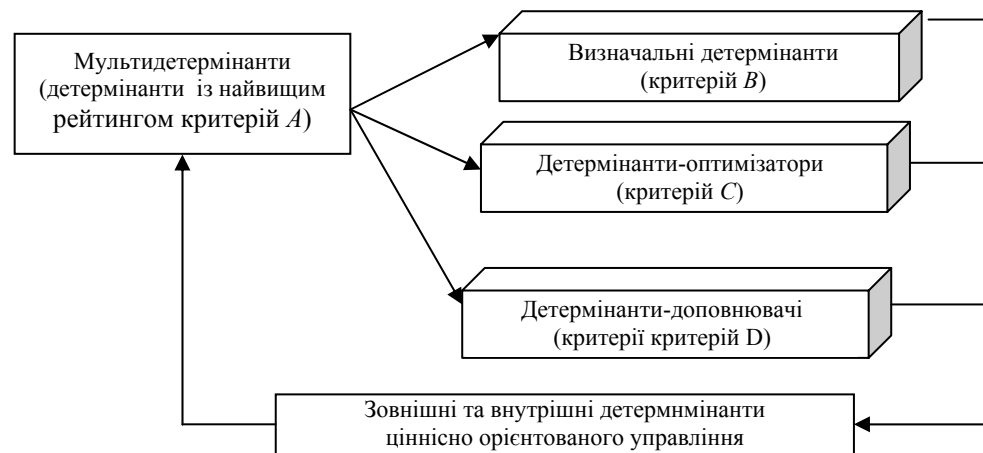 Мультидетермінанти
(детермінанти із найвищим
рейтингом критерій A)
Визначальні детермінанти
(критерій B)
Детермінанти-оптимізатори
(критерій C)
Детермінанти-доповнювачі
(критерії критерій D)
Зовнішні та внутрішні детермнмінанти
ціннісно орієнтованого управління